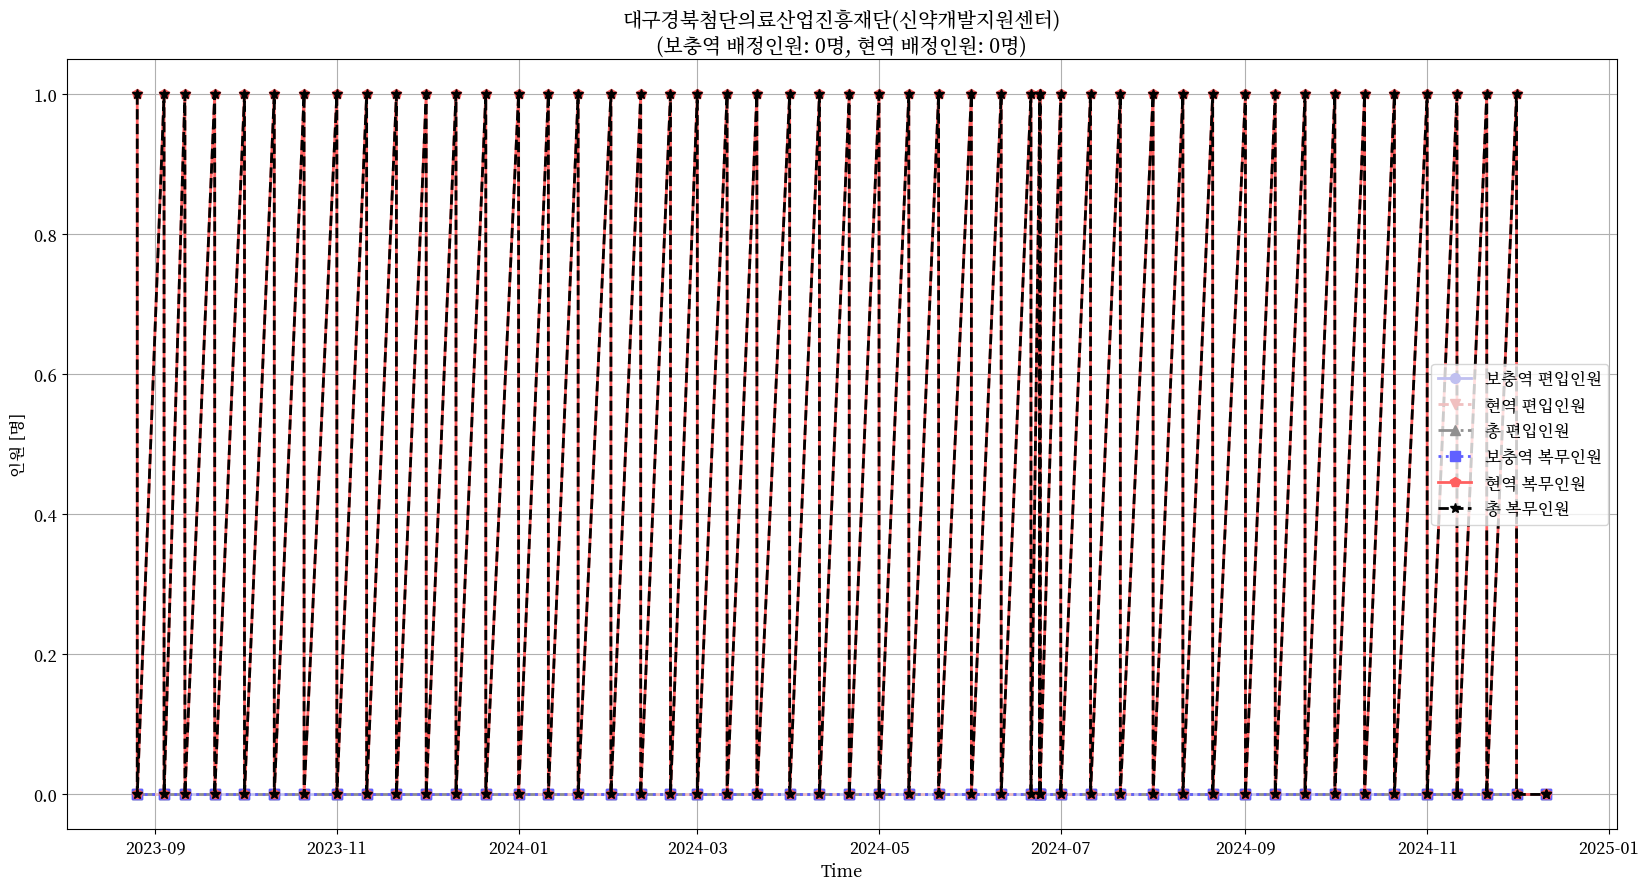 대구경북첨단의료산업진흥재단(신약개발지원센터)
(보충역 배정인원: 0명, 현역 배정인원: 0명)
1.0
0.8
0.6
0.4
0.2
0.0
인원 [명]
보충역 편입인원
현역 편입인원
총 편입인원
보충역 복무인원
현역 복무인원
총 복무인원
2023-09
2023-11
2024-01
2024-03
2024-05
2024-07
2024-09
2024-11
2025-01
Time